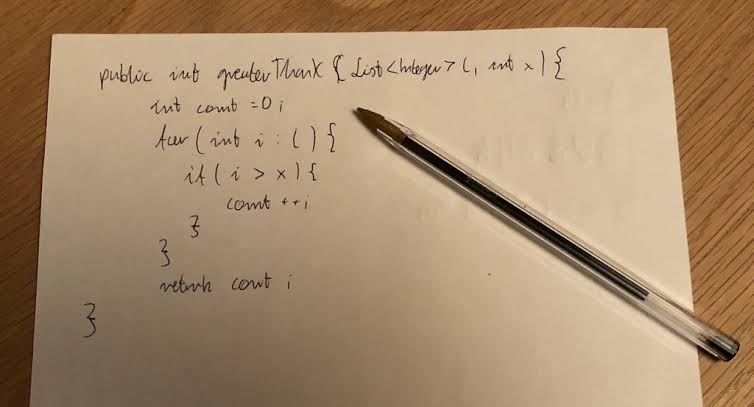 public int greaterThanX { List<Integer> l, int x) {
int count = 0;
for (int i : l) {
if (i > x) {
count ++;
}
}
return count;
}